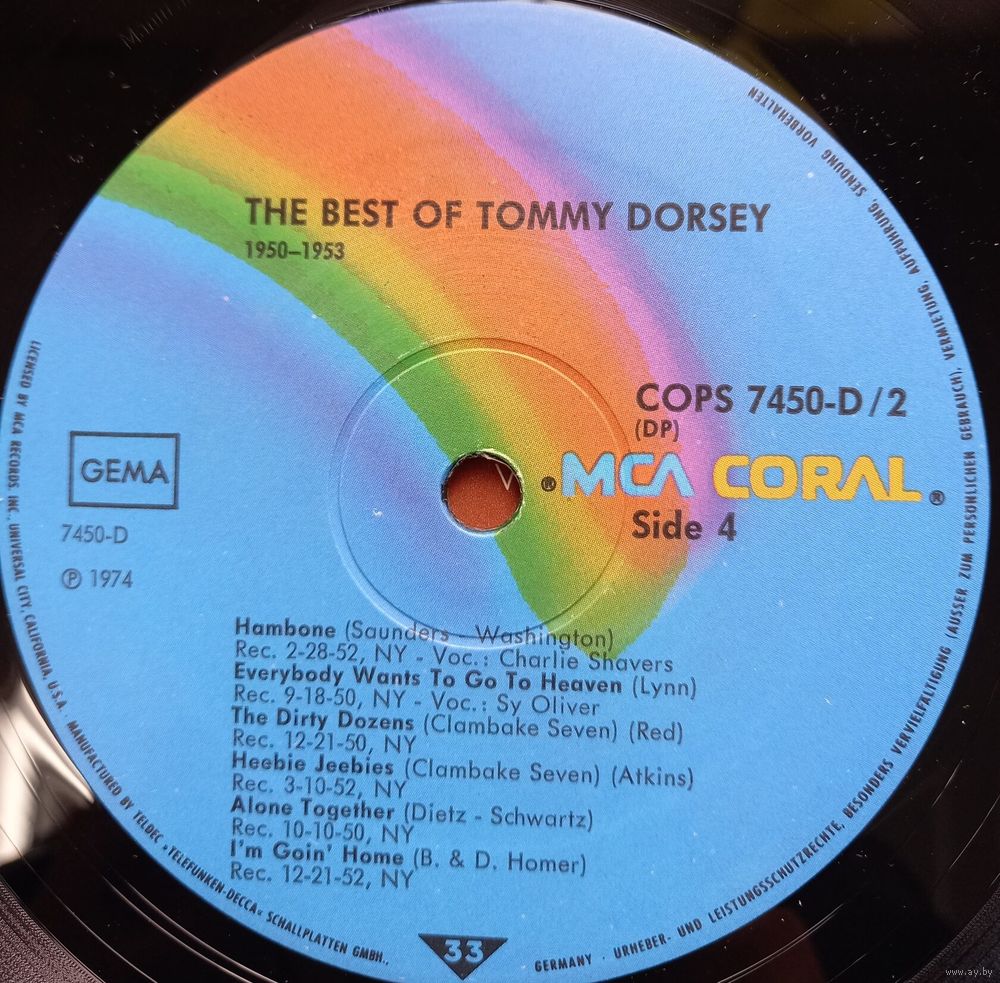 THE BEST OF TOMMY DORSEY
1950–1953
COPS 7450-D/2
(DP)
® MCA CORAL ®
Side 4
GEMA
7450-D
℗ 1974
Hambone (Saunders - Washington)
Rec. 2-28-52, NY - Voc.: Charlie Shavers
Everybody Wants To Go To Heaven (Lynn)
Rec. 9-18-50, NY - Voc.: Sy Oliver
The Dirty Dozens (Clambake Seven) (Red)
Rec. 12-21-50, NY
Heebie Jeebies (Clambake Seven) (Atkins)
Rec. 3-10-52, NY
Alone Together (Dietz - Schwartz)
Rec. 10-10-50, NY
I'm Goin' Home (B. & D. Homer)
Rec. 12-21-52, NY
33
LICENSED BY MCA RECORDS INC., UNIVERSAL CITY, CALIFORNIA, U.S.A. · MANUFACTURED BY TELDEC »TELEFUNKEN-DECCA« SCHALLPLATTEN GMBH.,
GERMANY · URHEBER- UND LEISTUNGSSCHUTZRECHTE, BESONDERS VERVIELFÄLTIGUNG (AUSSER ZUM PERSÖNLICHEN GEBRAUCH), VERMIETUNG, AUFFÜHRUNG, SENDUNG VORBEHALTEN
www.ay.by